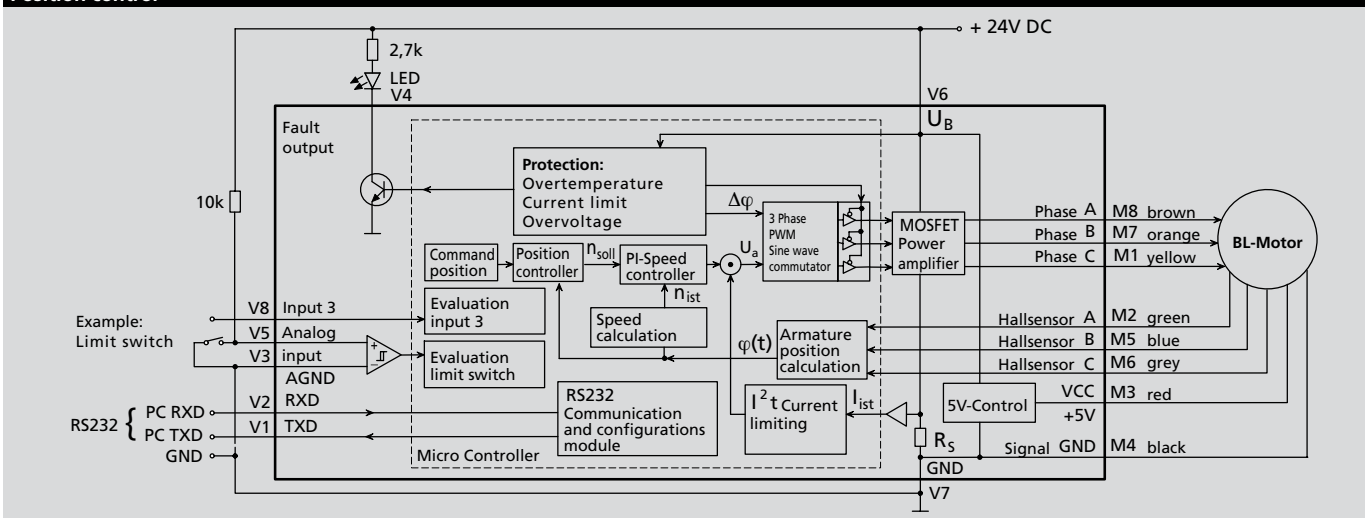 + 24V DC
2,7k
LED
V4
V6
U_B
Fault
output
10k
Protection:
Overtemperature
Current limit
Overvoltage
Δφ
3 Phase
PWM
Sine wave
commutator
U_a
MOSFET
Power
amplifier
Phase A
M8 brown
Phase B
M7 orange
Phase C
M1 yellow
BL-Motor
Command
position
Position
controller
n_soll
PI-Speed
controller
n_ist
Speed
calculation
φ(t)
Armature
position
calculation
Hallsensor A
M2 green
Hallsensor B
M5 blue
Hallsensor C
M6 grey
Example:
Limit switch
V8
Input 3
V5
Analog
V3
input
AGND
Evaluation
input 3
Evaluation
limit switch
RS232
PC RXD
V2
RXD
PC TXD
V1
TXD
GND
RS232
Communication
and configurations
module
Micro Controller
I²t Current
limiting
I_ist
R_S
5V-Control
VCC
+5V
M3 red
Signal GND
M4 black
GND
V7